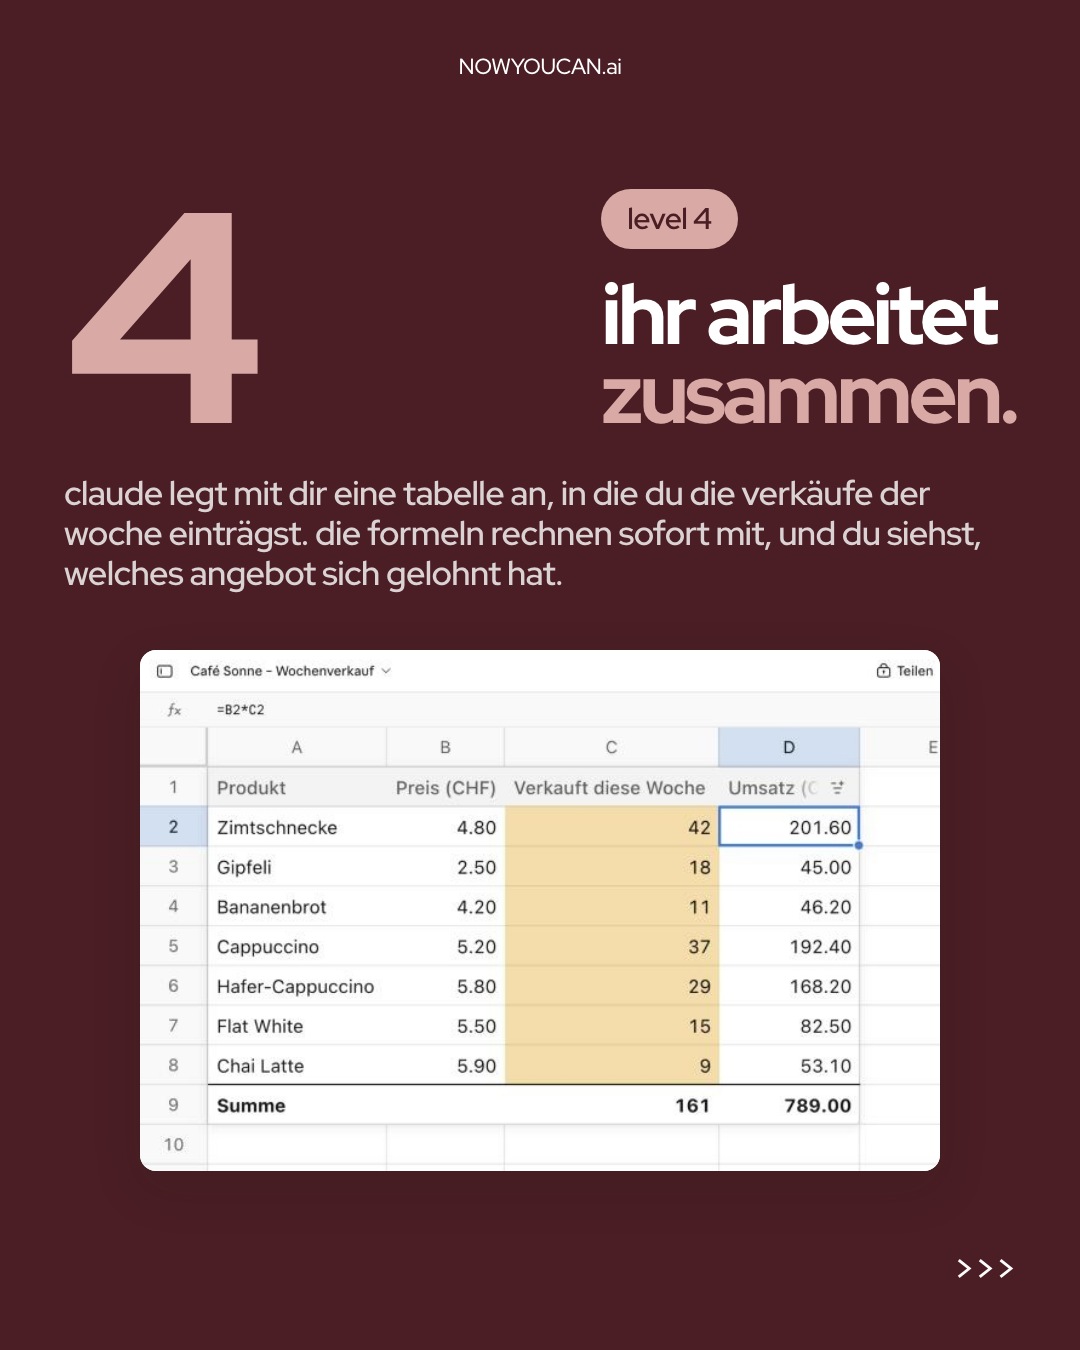 NOWYOUCAN.ai
4
level 4
ihr arbeitet
zusammen.
claude legt mit dir eine tabelle an, in die du die verkäufe der
woche einträgst. die formeln rechnen sofort mit, und du siehst,
welches angebot sich gelohnt hat.
Café Sonne - Wochenverkauf Teilen
fx =B2*C2
A B C D E
1 Produkt Preis (CHF) Verkauft diese Woche Umsatz (C
2 Zimtschnecke 4.80 42 201.60
3 Gipfeli 2.50 18 45.00
4 Bananenbrot 4.20 11 46.20
5 Cappuccino 5.20 37 192.40
6 Hafer-Cappuccino 5.80 29 168.20
7 Flat White 5.50 15 82.50
8 Chai Latte 5.90 9 53.10
9 Summe 161 789.00
10
>>>